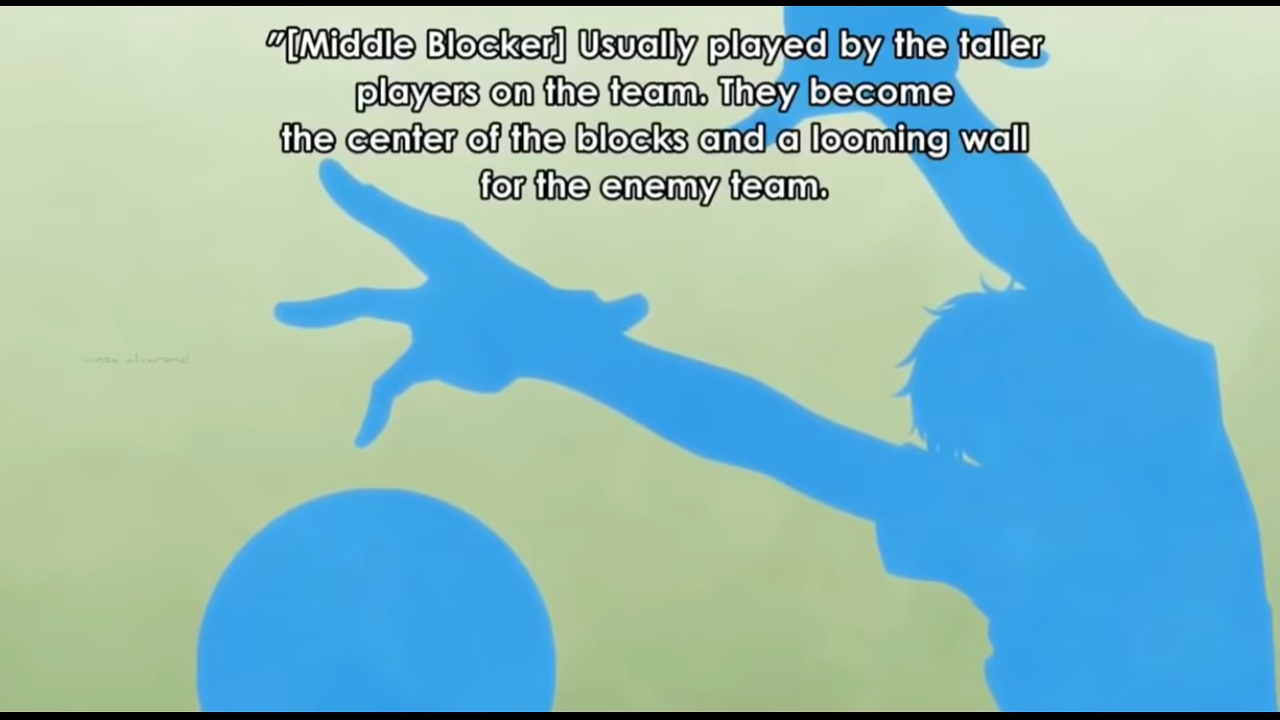 "[Middle Blocker] Usually played by the taller
players on the team. They become
the center of the blocks and a looming wall
for the enemy team.